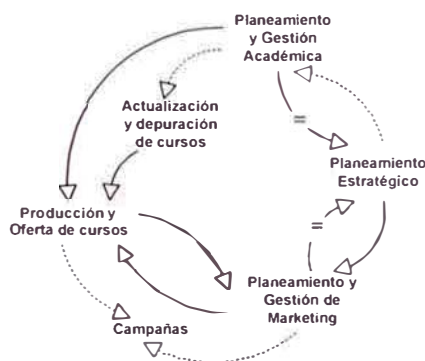 Planeamiento
y Gestión
Académica
Actualización
y depuración
de cursos
=
Planeamiento
Estratégico
Producción y
Oferta de cursos
=
Planeamiento y
Gestión de
Marketing
Campañas